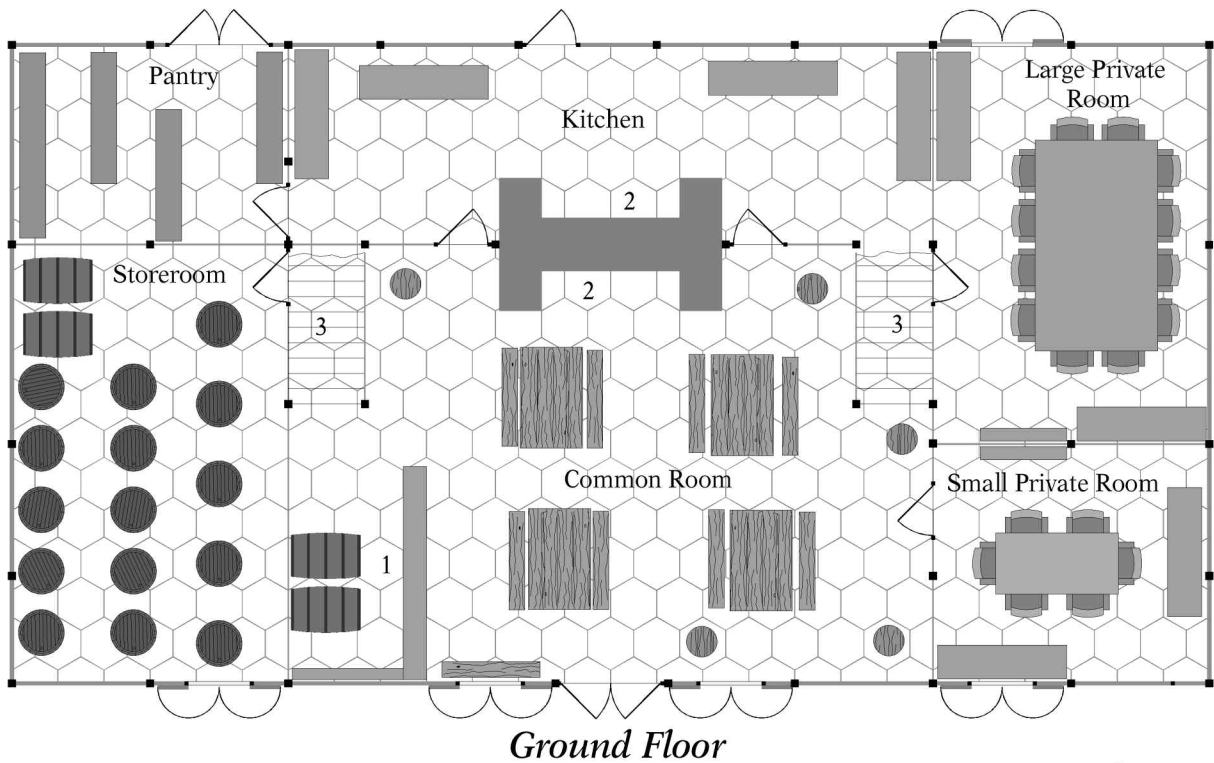 Pantry
Large Private
Room
Kitchen
2
Storeroom
2
3
3
Common Room
Small Private Room
1
Ground Floor